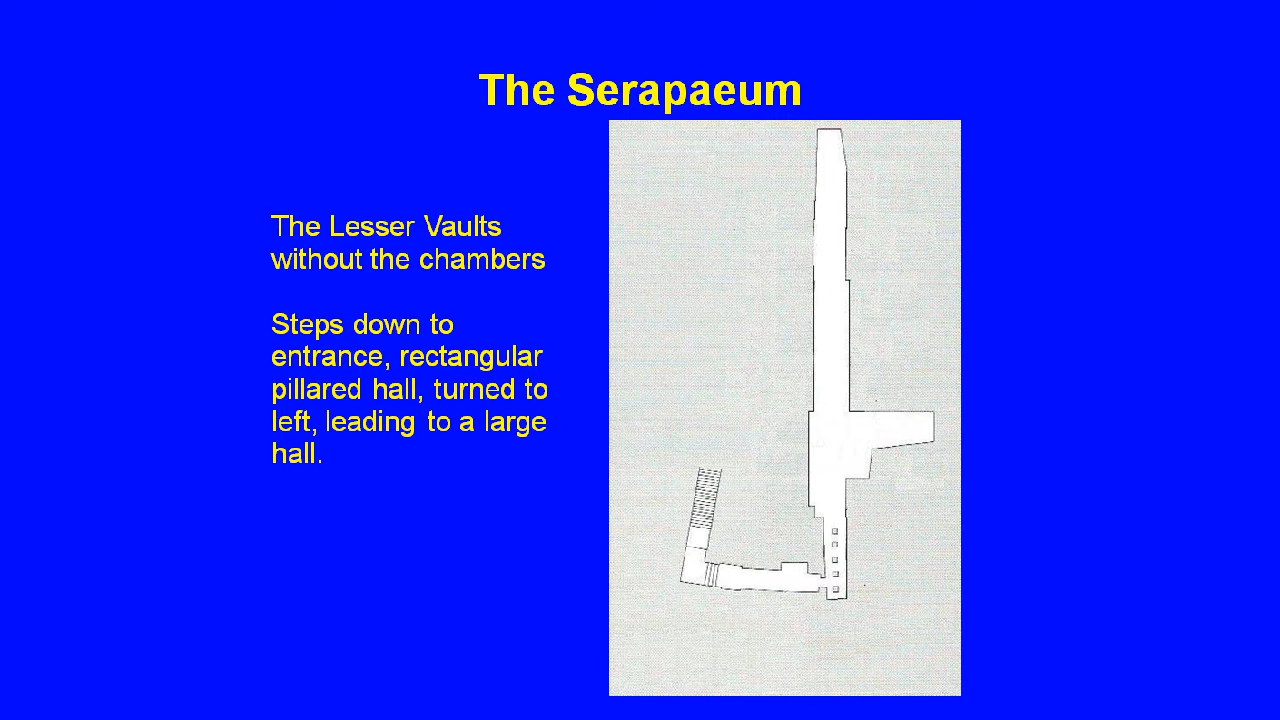 The Serapaeum
The Lesser Vaults
without the chambers
Steps down to
entrance, rectangular
pillared hall, turned to
left, leading to a large
hall.